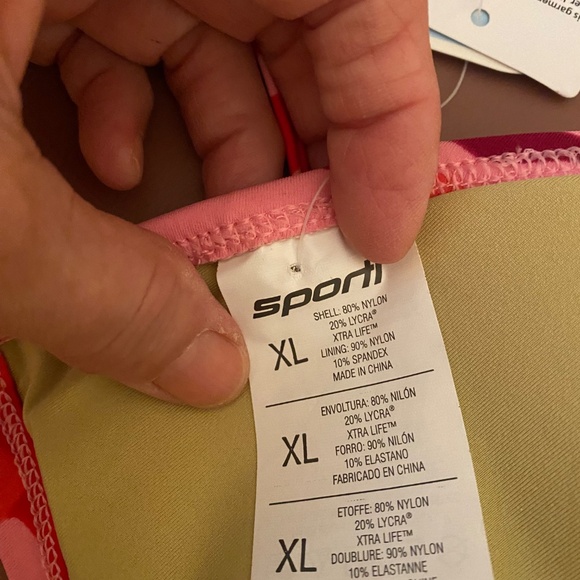 sporti
SHELL: 80% NYLON
20% LYCRA®
XTRA LIFE™
XL
LINING: 90% NYLON
10% SPANDEX
MADE IN CHINA
ENVOLTURA: 80% NILÓN
20% LYCRA®
XTRA LIFE™
XL
FORRO: 90% NILÓN
10% ELASTANO
FABRICADO EN CHINA
ETOFFE: 80% NYLON
20% LYCRA®
XTRA LIFE™
XL
DOUBLURE: 90% NYLON
10% ELASTANNE